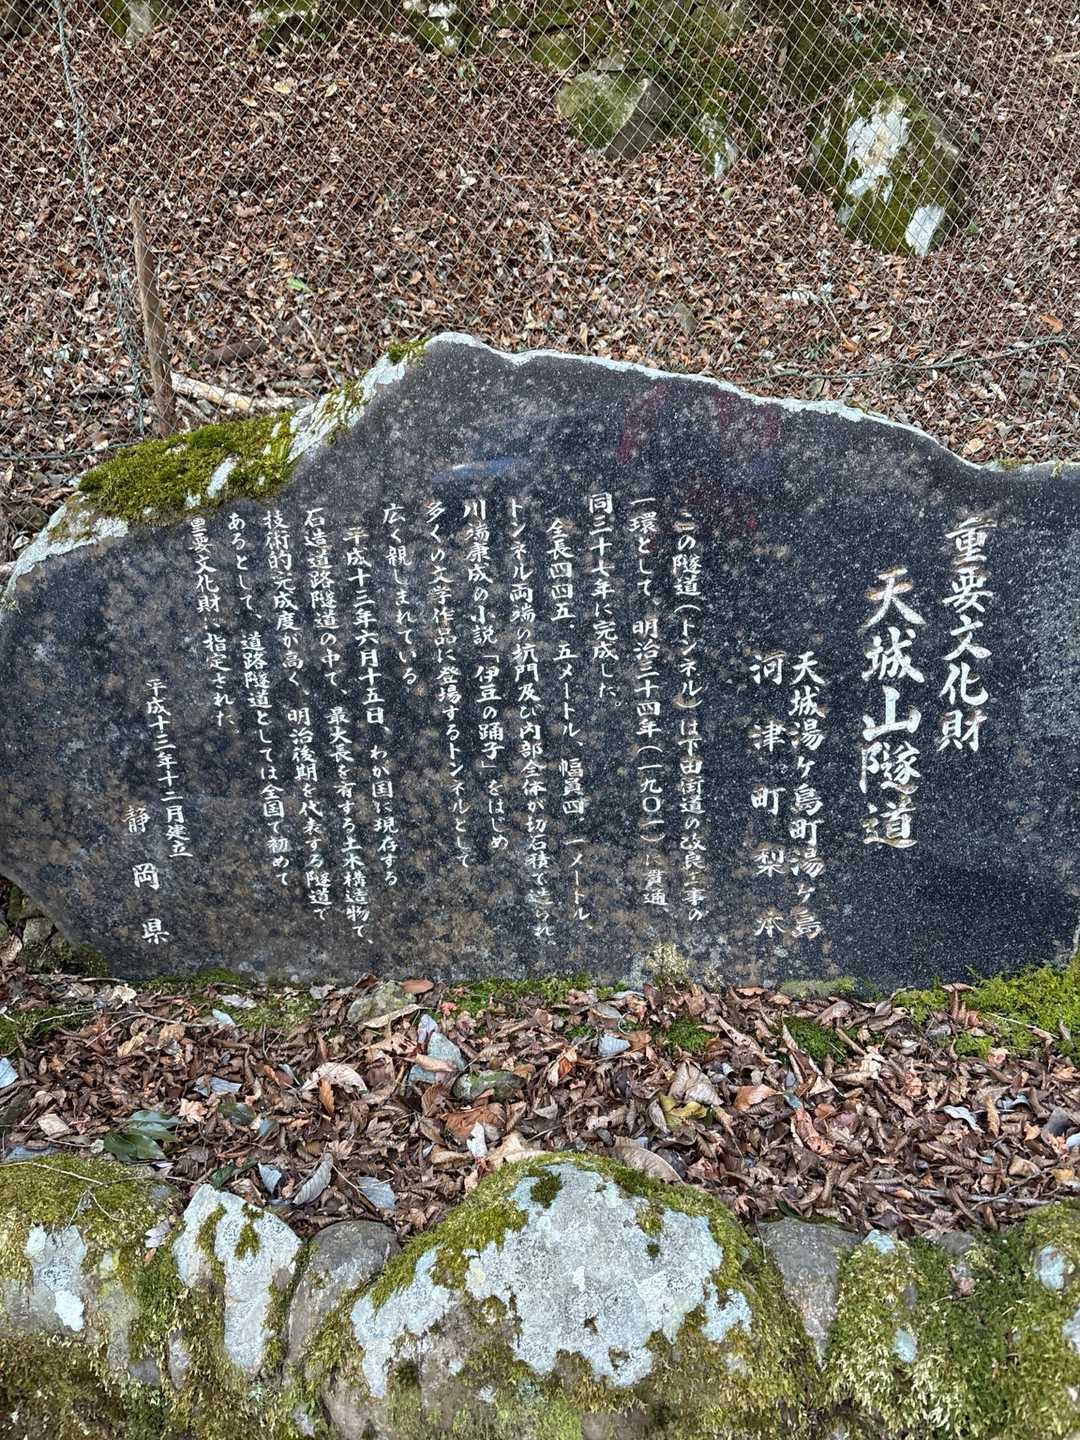 重要文化財
天城山隧道
天城湯ヶ島町湯ヶ島
河津町梨本
この隧道(トンネル)は下田街道の改良工事の
一環として、明治三十四年(一九〇一)に貫通、
同三十七年に完成した。
全長四四五．五メートル、幅員四．一メートル、
トンネル両端の坑門及び内部全体が切石積で造られ、
川端康成の小説「伊豆の踊子」をはじめ
多くの文学作品に登場するトンネルとして
広く親しまれている。
平成十三年六月十五日、わが国に現存する
石造道路隧道の中で、最大長を有する土木構造物で、
技術的完成度が高く、明治後期を代表する隧道で
あるとして、道路隧道としては全国で初めて
重要文化財に指定された。
平成十三年十二月建立
静岡県